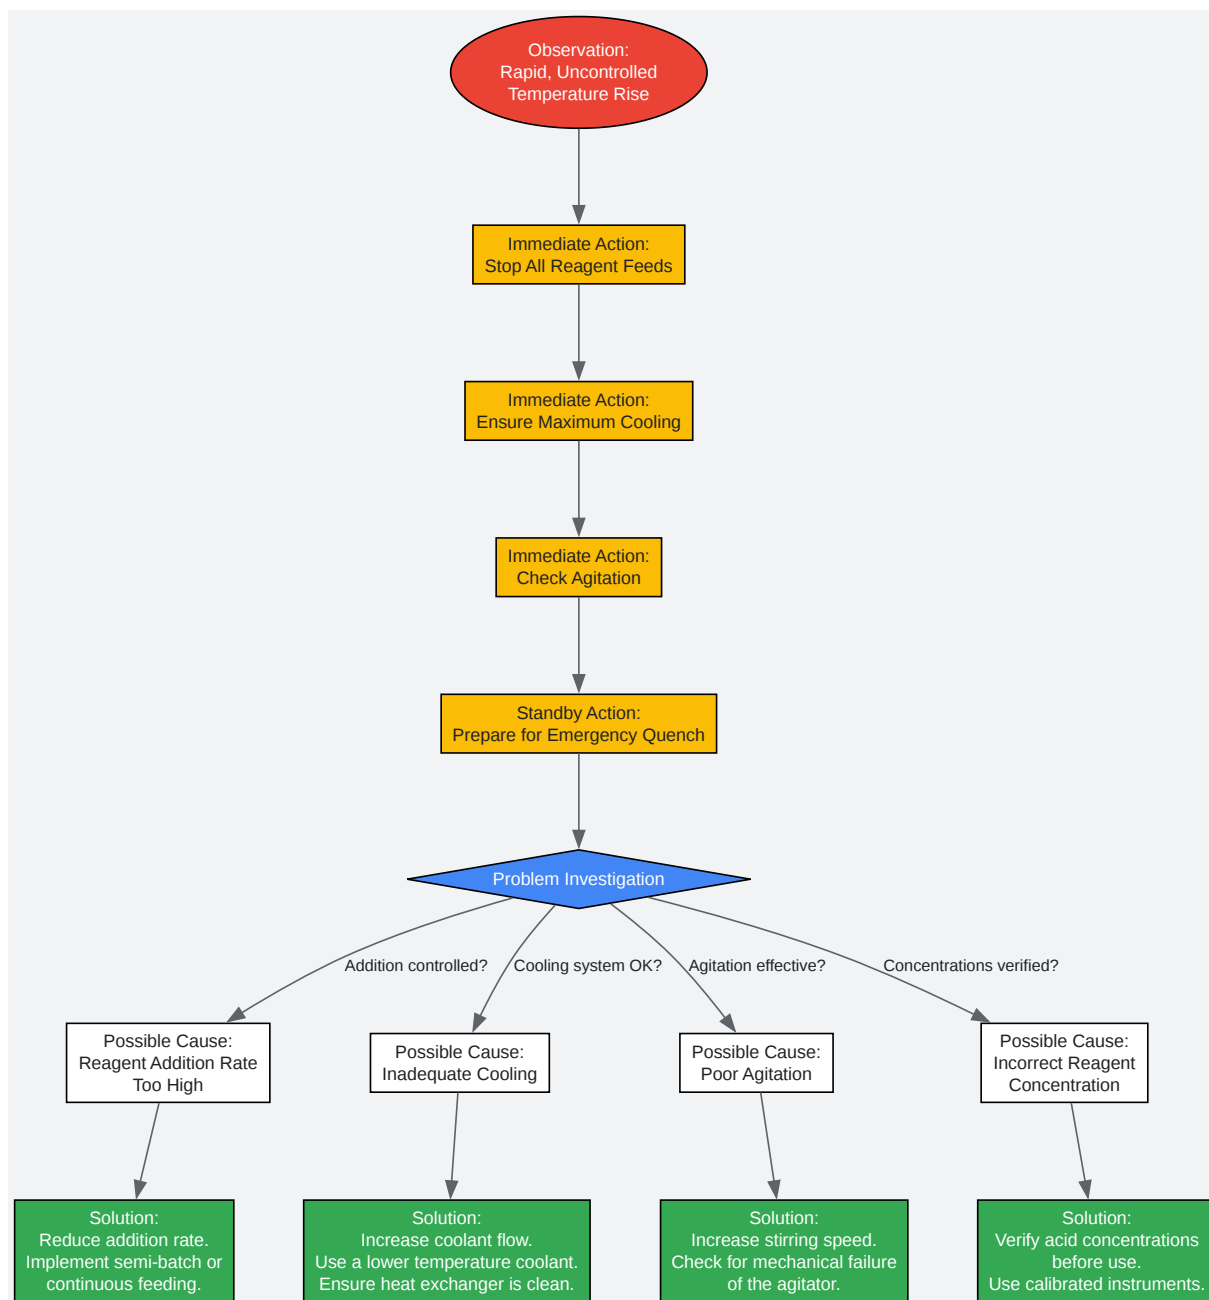 Observation:
Rapid, Uncontrolled
Temperature Rise
Immediate Action:
Stop All Reagent Feeds
Immediate Action:
Ensure Maximum Cooling
Immediate Action:
Check Agitation
Standby Action:
Prepare for Emergency Quench
Problem Investigation
Addition controlled?
Cooling system OK?
Agitation effective?
Concentrations verified?
Possible Cause:
Reagent Addition Rate
Too High
Possible Cause:
Inadequate Cooling
Possible Cause:
Poor Agitation
Possible Cause:
Incorrect Reagent
Concentration
Solution:
Reduce addition rate.
Implement semi-batch or
continuous feeding.
Solution:
Increase coolant flow.
Use a lower temperature coolant.
Ensure heat exchanger is clean.
Solution:
Increase stirring speed.
Check for mechanical failure
of the agitator.
Solution:
Verify acid concentrations
before use.
Use calibrated instruments.